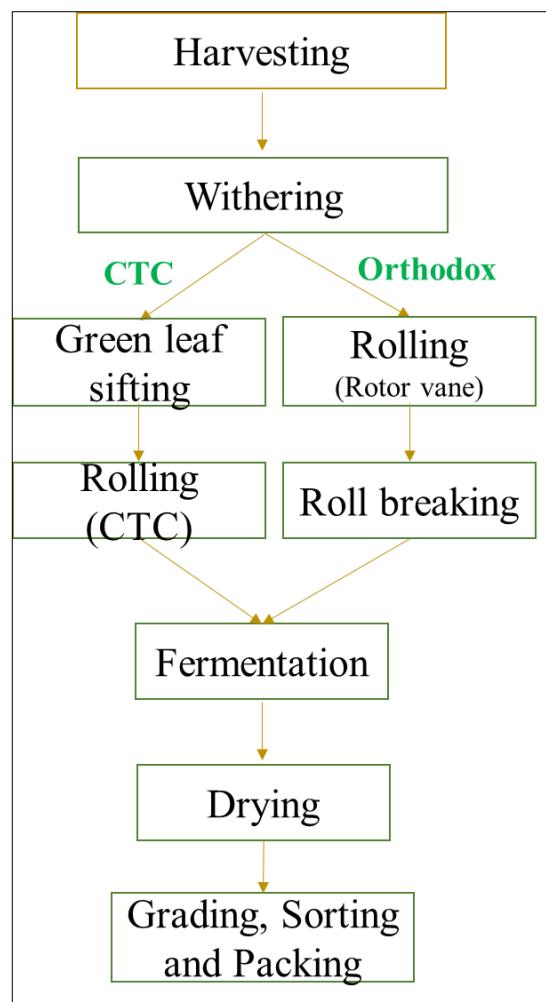 Harvesting
Withering
CTC
Orthodox
Green leaf
sifting
Rolling
(Rotor vane)
Rolling
(CTC)
Roll breaking
Fermentation
Drying
Grading, Sorting
and Packing